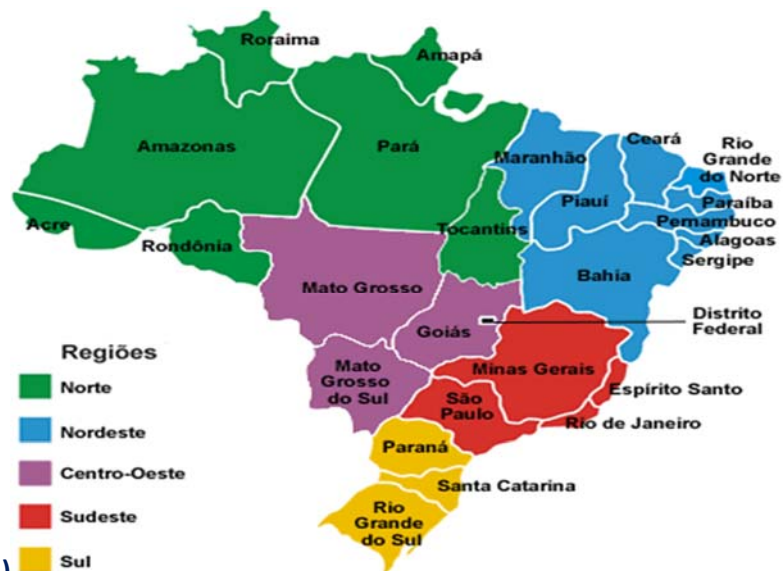 Roraima
Amapá
Amazonas
Pará
Maranhão
Ceará
Rio
Grande
do Norte
Piauí
Paraíba
Pernambuco
Alagoas
Sergipe
Acre
Rondônia
Tocantins
Bahia
Mato Grosso
Goiás
Distrito
Federal
Mato
Grosso
do Sul
Minas Gerais
Espírito Santo
São
Paulo
Rio de Janeiro
Paraná
Santa Catarina
Rio
Grande
do Sul
Regiões
Norte
Nordeste
Centro-Oeste
Sudeste
Sul
)